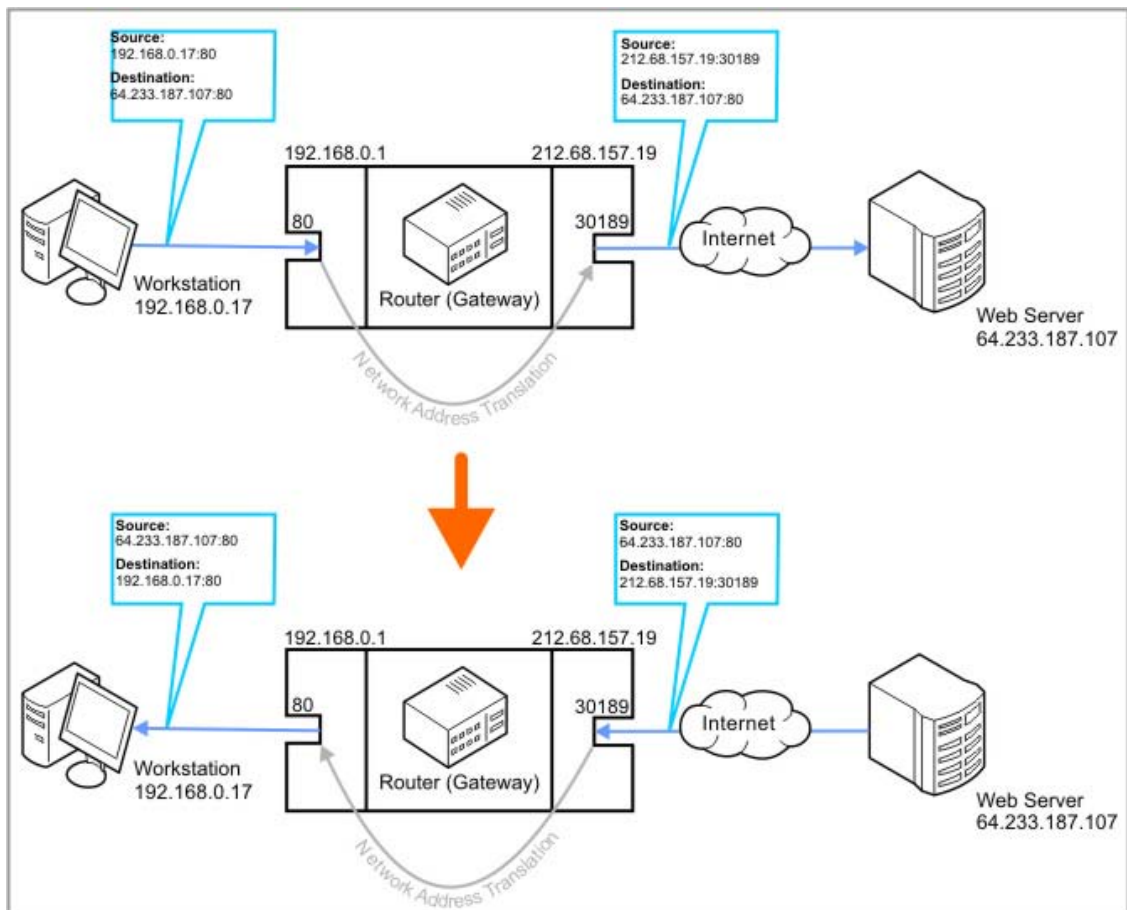 Source:
192.168.0.17:80
Destination:
64.233.187.107:80
Source:
212.68.157.19:30189
Destination:
64.233.187.107:80
192.168.0.1
212.68.157.19
80
30189
Internet
Workstation
192.168.0.17
Router (Gateway)
Web Server
64.233.187.107
Network Address Translation
Source:
64.233.187.107:80
Destination:
192.168.0.17:80
Source:
64.233.187.107:80
Destination:
212.68.157.19:30189
192.168.0.1
212.68.157.19
80
30189
Internet
Workstation
192.168.0.17
Router (Gateway)
Web Server
64.233.187.107
Network Address Translation